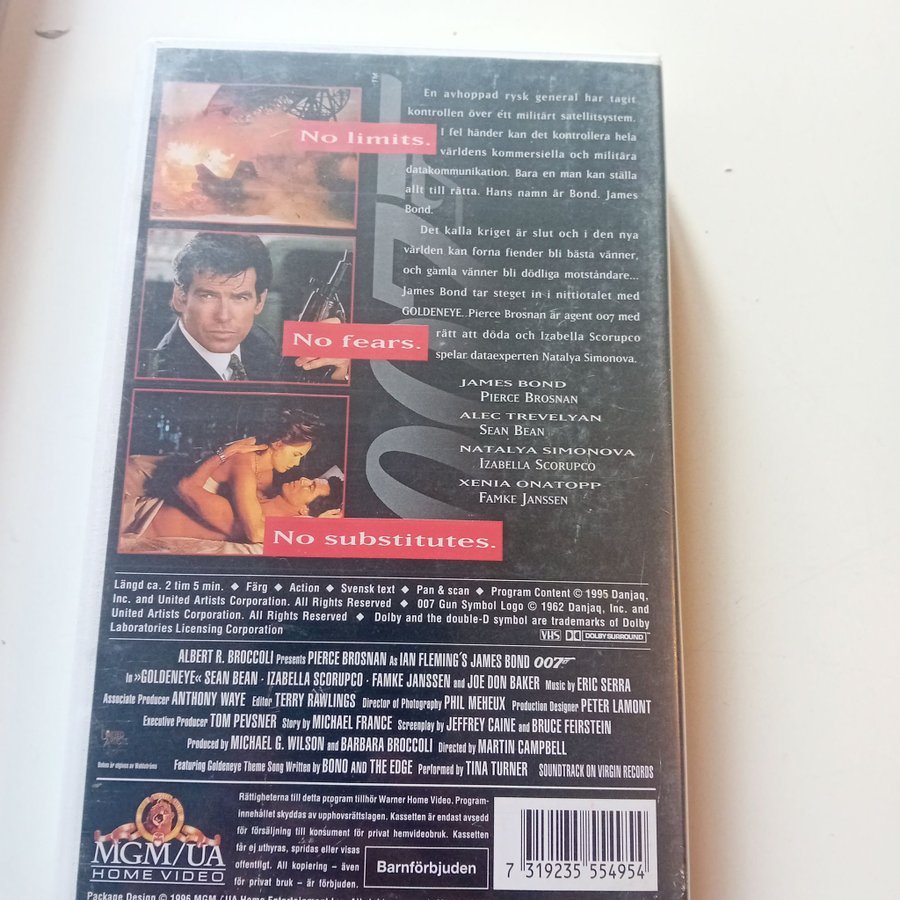 No limits.
No fears.
No substitutes.
007
TM
En avhoppad rysk general har tagit
kontrollen över ett militärt satellitsystem.
I fel händer kan det kontrollera hela
världens kommersiella och militära
datakommunikation. Bara en man kan ställa
allt till rätta. Hans namn är Bond. James
Bond.
Det kalla kriget är slut och i den nya
världen kan forna fiender bli bästa vänner,
och gamla vänner bli dödliga motståndare...
James Bond tar steget in i nittiotalet med
GOLDENEYE. Pierce Brosnan är agent 007 med
rätt att döda och Izabella Scorupco
spelar dataexperten Natalya Simonova.
JAMES BOND
PIERCE BROSNAN
ALEC TREVELYAN
SEAN BEAN
NATALYA SIMONOVA
IZABELLA SCORUPCO
XENIA ONATOPP
FAMKE JANSSEN
Längd ca. 2 tim 5 min. ◆ Färg ◆ Action ◆ Svensk text ◆ Pan & scan ◆ Program Content © 1995 Danjaq,
Inc. and United Artists Corporation. All Rights Reserved ◆ 007 Gun Symbol Logo © 1962 Danjaq, Inc. and
United Artists Corporation. All Rights Reserved ◆ Dolby and the double-D symbol are trademarks of Dolby
Laboratories Licensing Corporation
VHS DOLBY SURROUND
ALBERT R. BROCCOLI Presents PIERCE BROSNAN As IAN FLEMING'S JAMES BOND 007
In »GOLDENEYE« SEAN BEAN · IZABELLA SCORUPCO · FAMKE JANSSEN and JOE DON BAKER Music by ERIC SERRA
Associate Producer ANTHONY WAYE Editor TERRY RAWLINGS Director of Photography PHIL MEHEUX Production Designer PETER LAMONT
Executive Producer TOM PEVSNER Story by MICHAEL FRANCE Screenplay by JEFFREY CAINE and BRUCE FEIRSTEIN
Produced by MICHAEL G. WILSON and BARBARA BROCCOLI Directed by MARTIN CAMPBELL
Featuring Goldeneye Theme Song Written by BONO AND THE EDGE Performed by TINA TURNER SOUNDTRACK ON VIRGIN RECORDS
MGM/UA
HOME VIDEO
Rättigheterna till detta program tillhör Warner Home Video. Program-
innehållet skyddas av upphovsrättslagen. Kassetten är endast avsedd
för försäljning till konsument för privat hemvideobruk. Kassetten
får ej uthyras, spridas eller visas
offentligt. All kopiering – även
för privat bruk – är förbjuden.
Barnförbjuden
7 319235 554954
Package Design © 1996 MGM/UA Home Entertainment